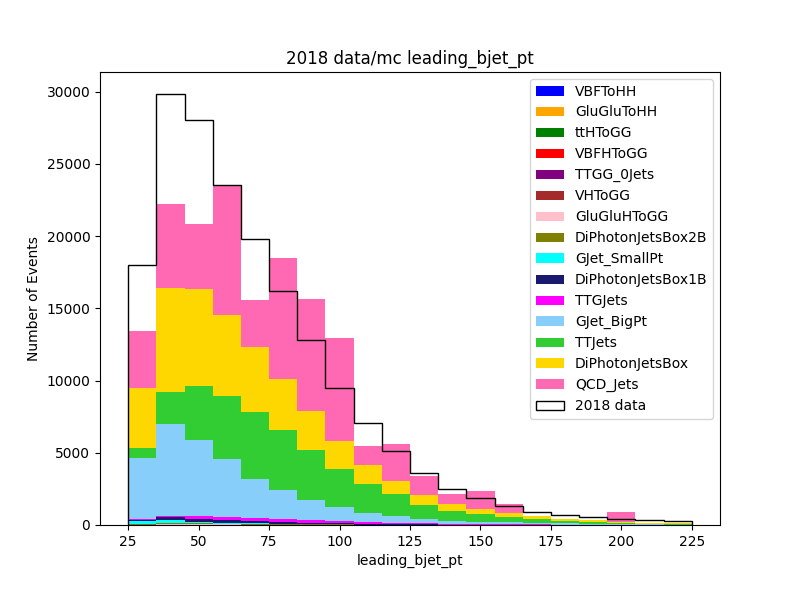 2018 data/mc leading_bjet_pt
Number of Events
30000
25000
20000
15000
10000
5000
0
25
50
75
100
125
150
175
200
225
leading_bjet_pt
VBFToHH
GluGluToHH
ttHToGG
VBFHToGG
TTGG_0Jets
VHToGG
GluGluHToGG
DiPhotonJetsBox2B
GJet_SmallPt
DiPhotonJetsBox1B
TTGJets
GJet_BigPt
TTJets
DiPhotonJetsBox
QCD_Jets
2018 data